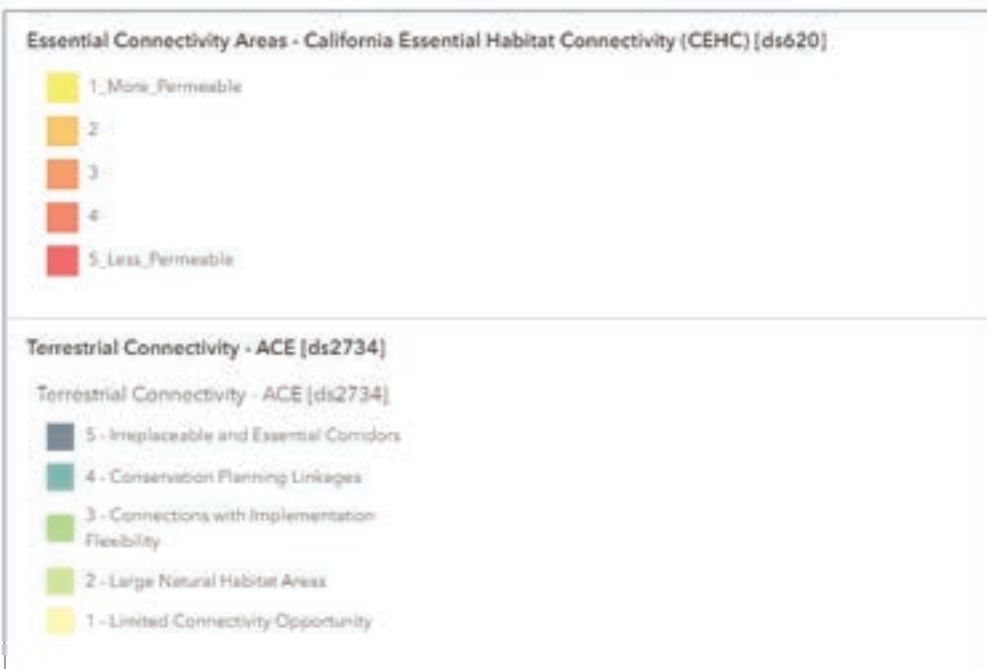 Essential Connectivity Areas - California Essential Habitat Connectivity (CEHC) [ds620]
1_More_Permeable
2
3
4
5_Less_Permeable
Terrestrial Connectivity - ACE [ds2734]
Terrestrial Connectivity - ACE [ds2734]
5 - Irreplaceable and Essential Corridors
4 - Conservation Planning Linkages
3 - Connections with Implementation
Flexibility
2 - Large Natural Habitat Areas
1 - Limited Connectivity Opportunity